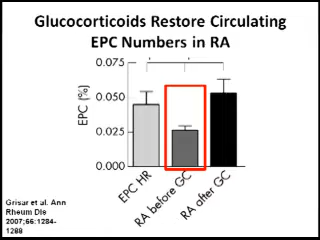 Glucocorticoids Restore Circulating
EPC Numbers in RA
0.075
0.050
0.025
0.000
EPC (%)
EPC HR
RA before GC
RA after GC
Grisar et al. Ann
Rheum Dis
2007;66:1284-
1288